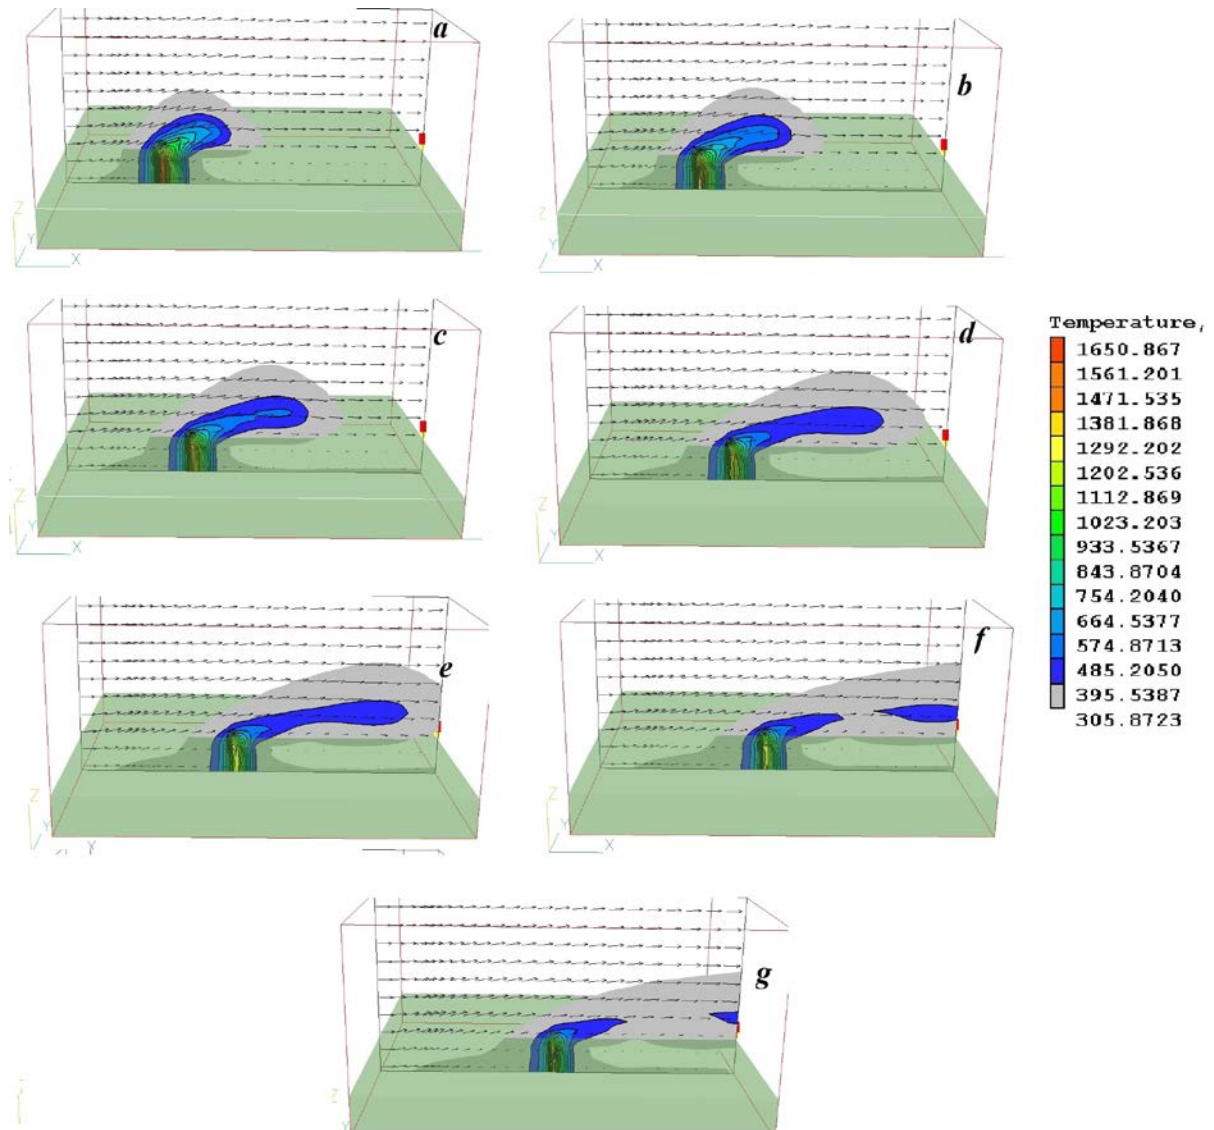 a
b
Z
Y
X
Z
Y
X
c
d
Temperature,
1650.867
1561.201
1471.535
1381.868
1292.202
1202.536
1112.869
1023.203
933.5367
843.8704
754.2040
664.5377
574.8713
485.2050
395.5387
305.8723
Z
Y
X
Z
Y
X
e
f
Z
Y
X
Z
Y
X
g
Z
Y